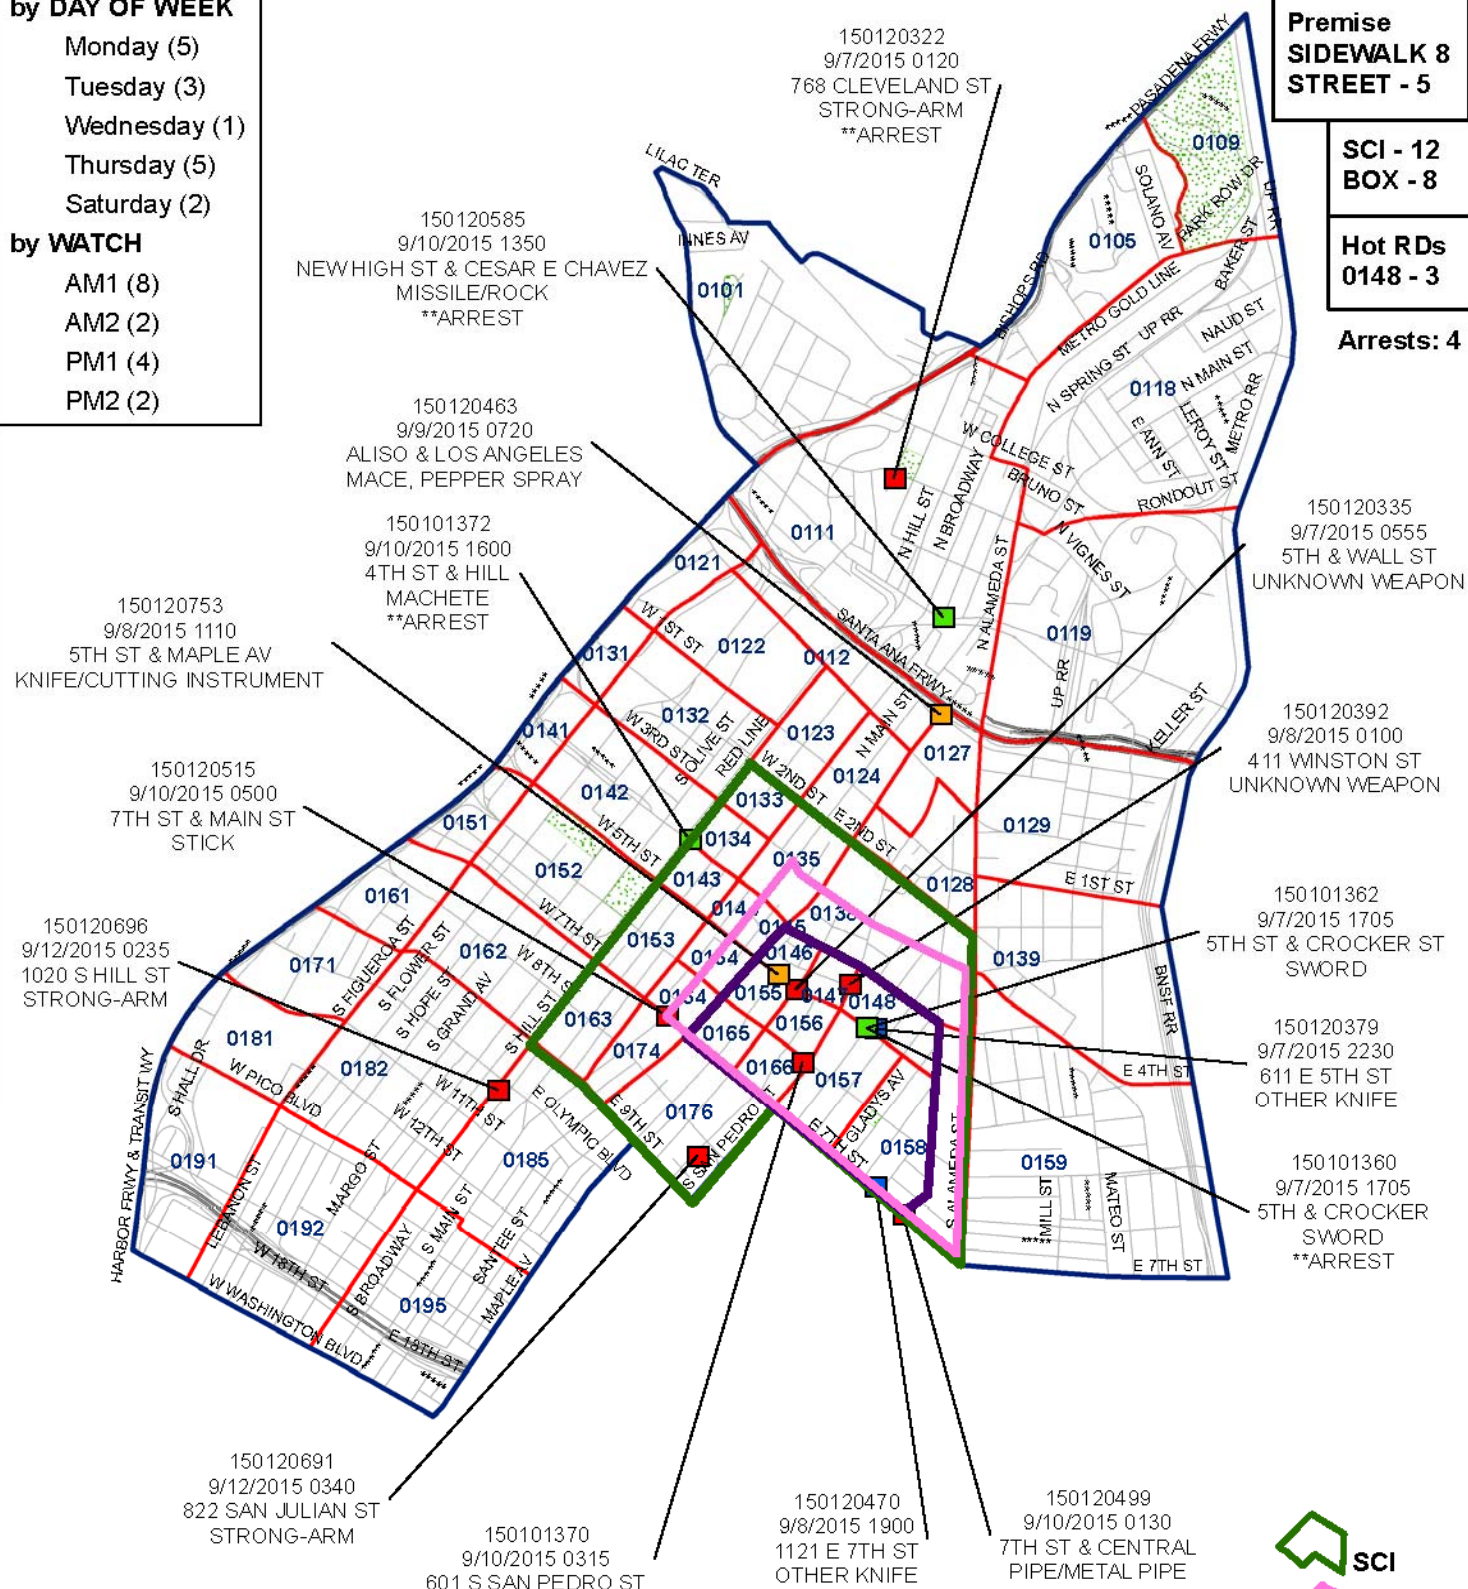 by DAY OF WEEK
Monday (5)
Tuesday (3)
Wednesday (1)
Thursday (5)
Saturday (2)
by WATCH
AM1 (8)
AM2 (2)
PM1 (4)
PM2 (2)
Premise
SIDEWALK 8
STREET - 5
SCI - 12
BOX - 8
Hot RDs
0148 - 3
Arrests: 4
150120322
9/7/2015 0120
768 CLEVELAND ST
STRONG-ARM
**ARREST
150120585
9/10/2015 1350
NEW HIGH ST & CESAR E CHAVEZ
MISSILE/ROCK
**ARREST
150120463
9/9/2015 0720
ALISO & LOS ANGELES
MACE, PEPPER SPRAY
150101372
9/10/2015 1600
4TH ST & HILL
MACHETE
**ARREST
150120753
9/8/2015 1110
5TH ST & MAPLE AV
KNIFE/CUTTING INSTRUMENT
150120515
9/10/2015 0500
7TH ST & MAIN ST
STICK
150120696
9/12/2015 0235
1020 S HILL ST
STRONG-ARM
150120335
9/7/2015 0555
5TH & WALL ST
UNKNOWN WEAPON
150120392
9/8/2015 0100
411 WINSTON ST
UNKNOWN WEAPON
150101362
9/7/2015 1705
5TH ST & CROCKER ST
SWORD
150120379
9/7/2015 2230
611 E 5TH ST
OTHER KNIFE
150101360
9/7/2015 1705
5TH & CROCKER
SWORD
**ARREST
150120691
9/12/2015 0340
822 SAN JULIAN ST
STRONG-ARM
150101370
9/10/2015 0315
601 S SAN PEDRO ST
150120470
9/8/2015 1900
1121 E 7TH ST
OTHER KNIFE
150120499
9/10/2015 0130
7TH ST & CENTRAL
PIPE/METAL PIPE
SCI
PASADENA FRWY
0109
LILAC TER
SOLANO AV
PARK ROW DR
UP RR
INNES AV
0105
BAKER ST
0101
BISHOPS RD
METRO GOLD LINE
N SPRING ST
UP RR
NAUD ST
0118
N MAIN ST
LEROY ST
METRO RR
E ANN ST
W COLLEGE ST
BRUNO ST
RONDOUT ST
N HILL ST
N BROADWAY
0111
N VIGNES ST
N ALAMEDA ST
0121
W 1ST ST
SANTA ANA FRWY
0119
0131
0122
0112
UP RR
0132
W 3RD ST
S OLIVE ST
RED LINE
0123
N MAIN ST
KELLER ST
0141
0127
W 2ND ST
0124
0142
0133
E 2ND ST
0151
W 5TH ST
0134
0129
0152
0135
0143
0128
E 1ST ST
0161
W 7TH ST
0153
0146
0139
0171
S FIGUEROA ST
S FLOWER ST
0162
S HOPE ST
S GRAND AV
S HILL ST
0155
0147
0148
BNSF RR
0163
0165
0156
0181
0174
0182
0166
0157
E 4TH ST
S HALL DR
W PICO BLVD
W 11TH ST
W 12TH ST
E OLYMPIC BLVD
E 9TH ST
0176
S SAN PEDRO
GLADYS AV
E 7TH ST
0158
S ALAMEDA ST
0159
HARBOR FRWY & TRANSIT WY
0191
LEBANON ST
MARGO ST
0185
MILL ST
MATEO ST
0192
W 18TH ST
S BROADWAY
S MAIN ST
SANTEE ST
MAPLE AV
E 7TH ST
W WASHINGTON BLVD
0195
E 18TH ST